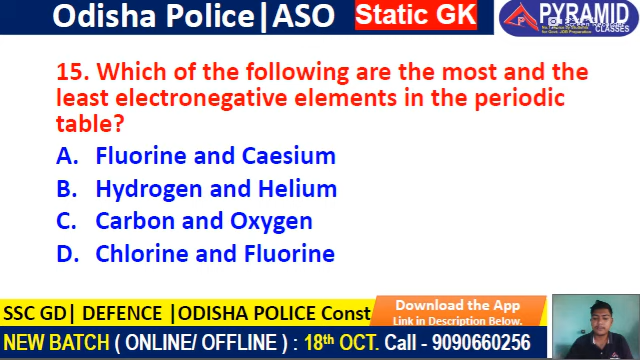 Odisha Police|ASO Static GK
PYRAMID
CLASSES
15. Which of the following are the most and the
least electronegative elements in the periodic
table?
A. Fluorine and Caesium
B. Hydrogen and Helium
C. Carbon and Oxygen
D. Chlorine and Fluorine
SSC GD| DEFENCE |ODISHA POLICE Const
Download the App
Link in Description Below.
NEW BATCH ( ONLINE/ OFFLINE ) : 18th OCT. Call - 9090660256